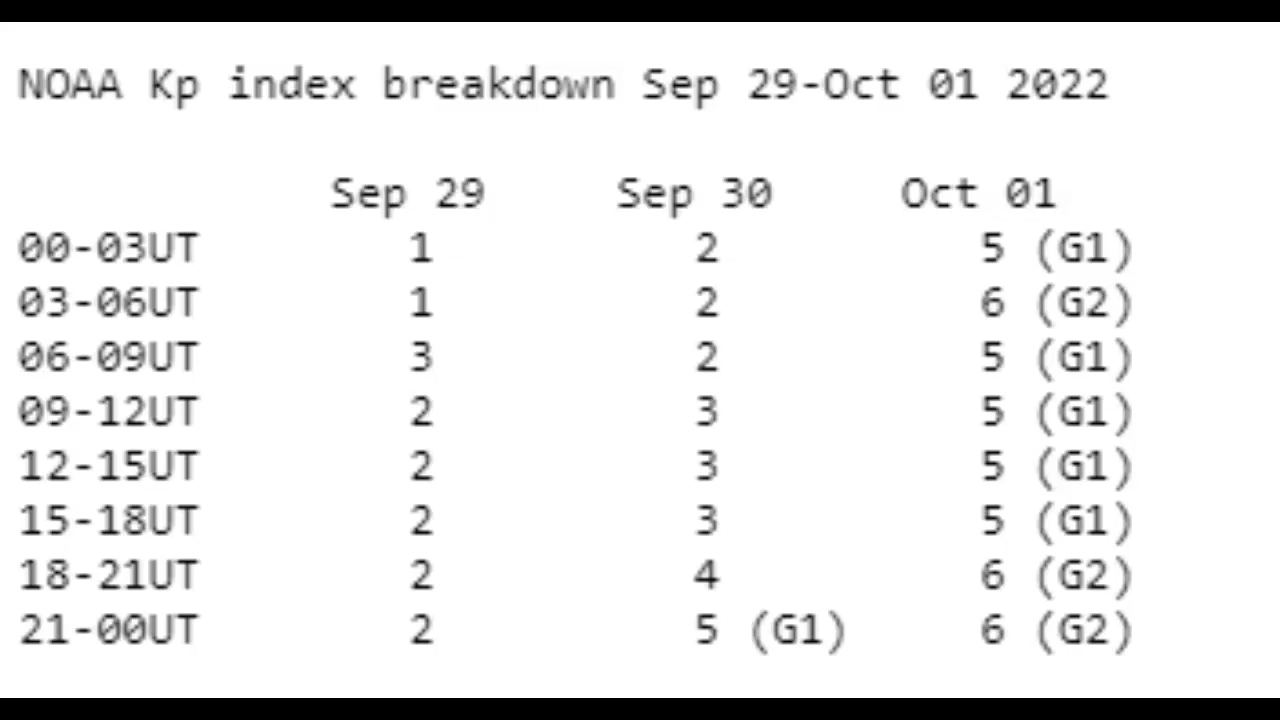 NOAA Kp index breakdown Sep 29-Oct 01 2022
Sep 29 Sep 30 Oct 01
00-03UT 1 2 5 (G1)
03-06UT 1 2 6 (G2)
06-09UT 3 2 5 (G1)
09-12UT 2 3 5 (G1)
12-15UT 2 3 5 (G1)
15-18UT 2 3 5 (G1)
18-21UT 2 4 6 (G2)
21-00UT 2 5 (G1) 6 (G2)